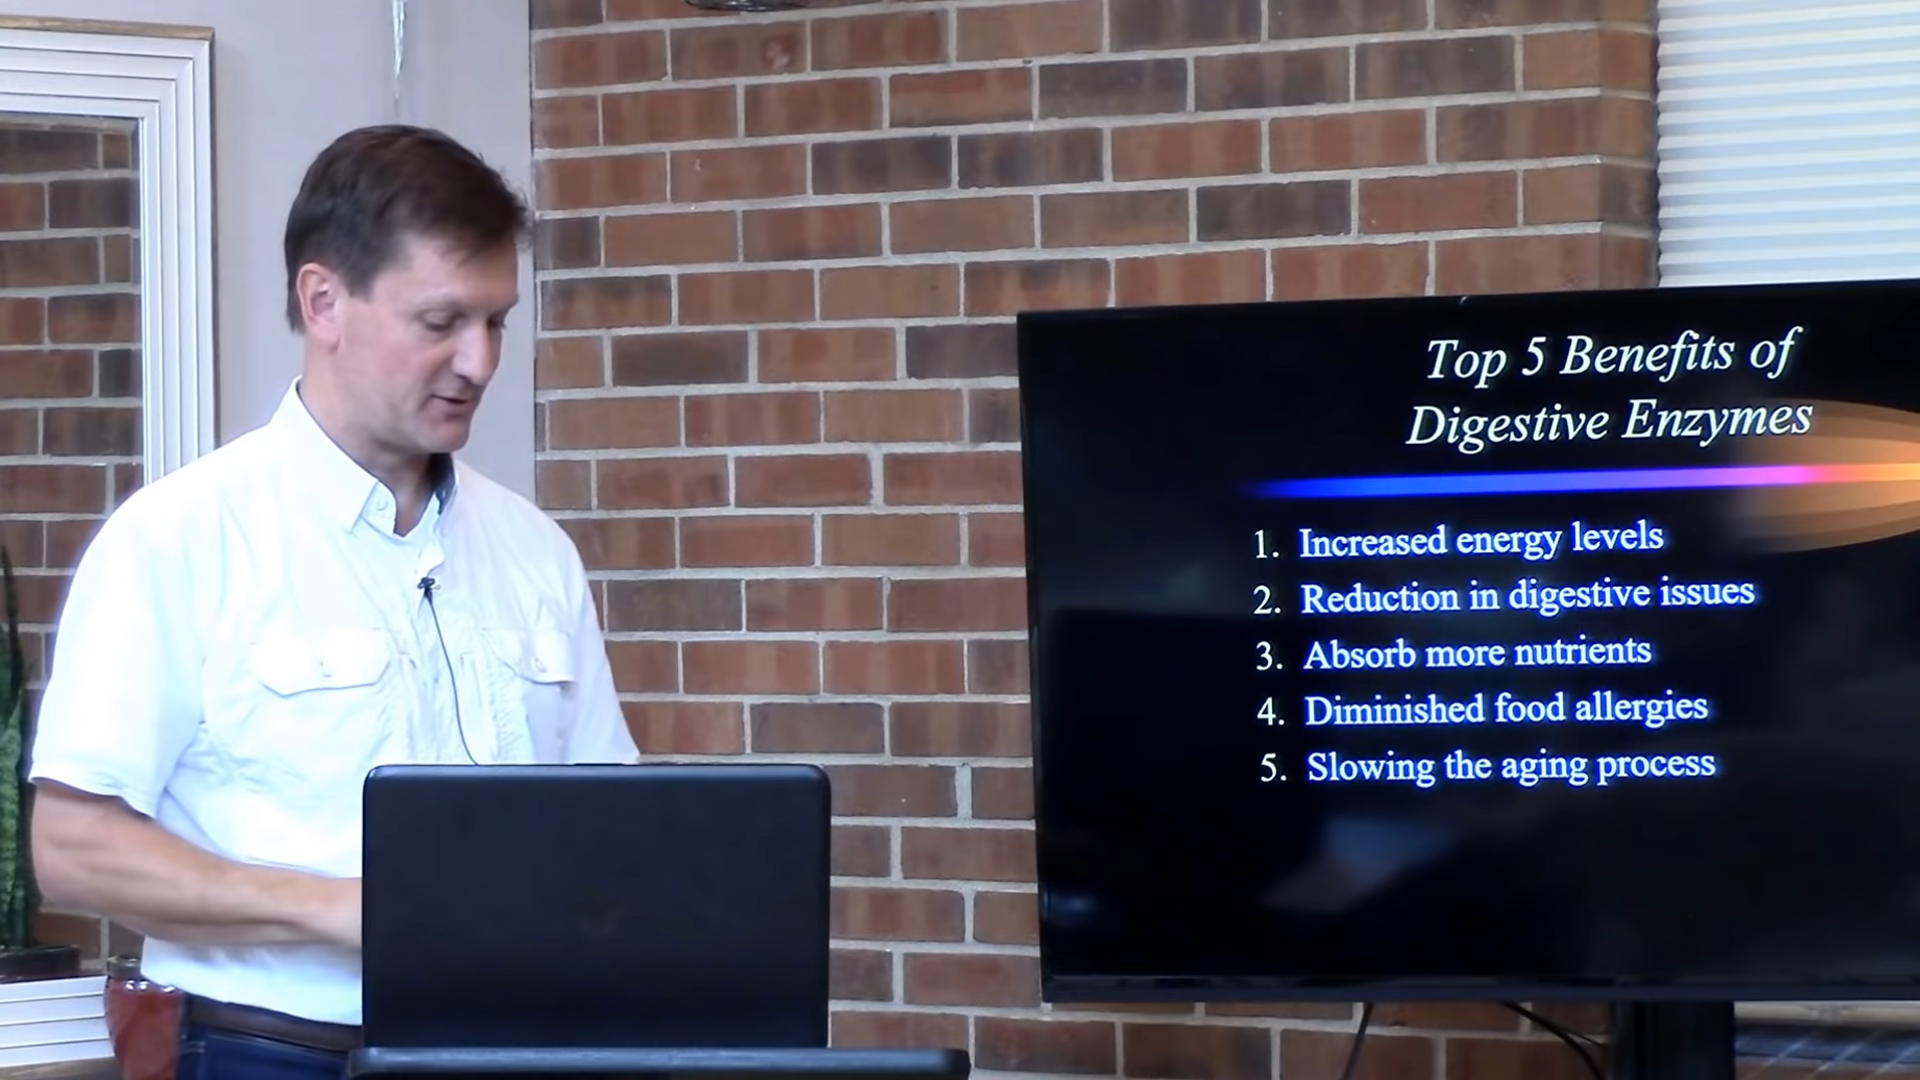 Top 5 Benefits of
Digestive Enzymes
1. Increased energy levels
2. Reduction in digestive issues
3. Absorb more nutrients
4. Diminished food allergies
5. Slowing the aging process